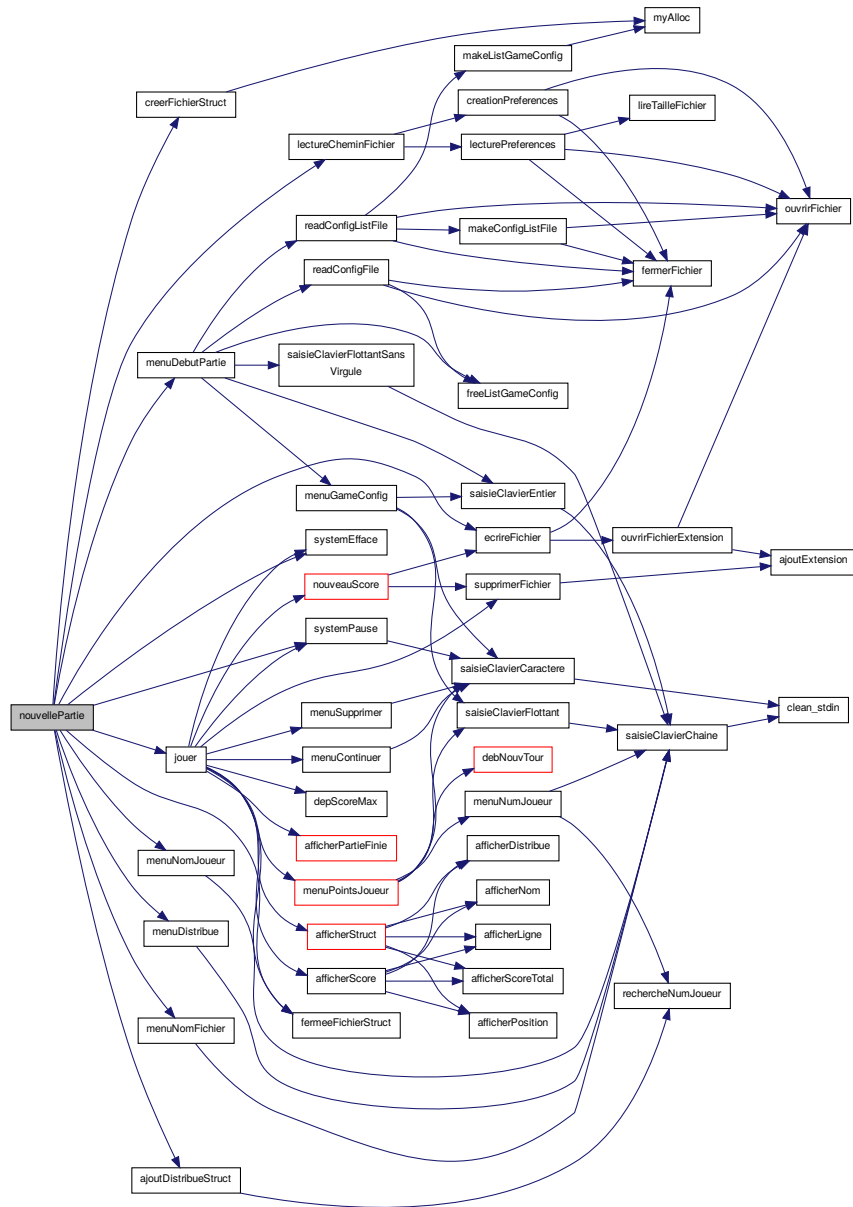 myAlloc
makeListGameConfig
creerFichierStruct
creationPreferences
lireTailleFichier
lectureCheminFichier
lecturePreferences
ouvrirFichier
readConfigListFile
makeConfigListFile
readConfigFile
fermerFichier
menuDebutPartie
saisieClavierFlottantSans
Virgule
freeListGameConfig
menuGameConfig
saisieClavierEntier
systemEfface
ecrireFichier
ouvrirFichierExtension
ajoutExtension
nouveauScore
supprimerFichier
systemPause
saisieClavierCaractere
nouvellePartie
menuSupprimer
saisieClavierFlottant
clean_stdin
saisieClavierChaine
jouer
menuContinuer
debNouvTour
depScoreMax
menuNumJoueur
afficherPartieFinie
afficherDistribue
menuNomJoueur
menuPointsJoueur
afficherNom
menuDistribue
afficherStruct
afficherLigne
afficherScore
afficherScoreTotal
rechercheNumJoueur
menuNomFichier
fermeeFichierStruct
afficherPosition
ajoutDistribueStruct